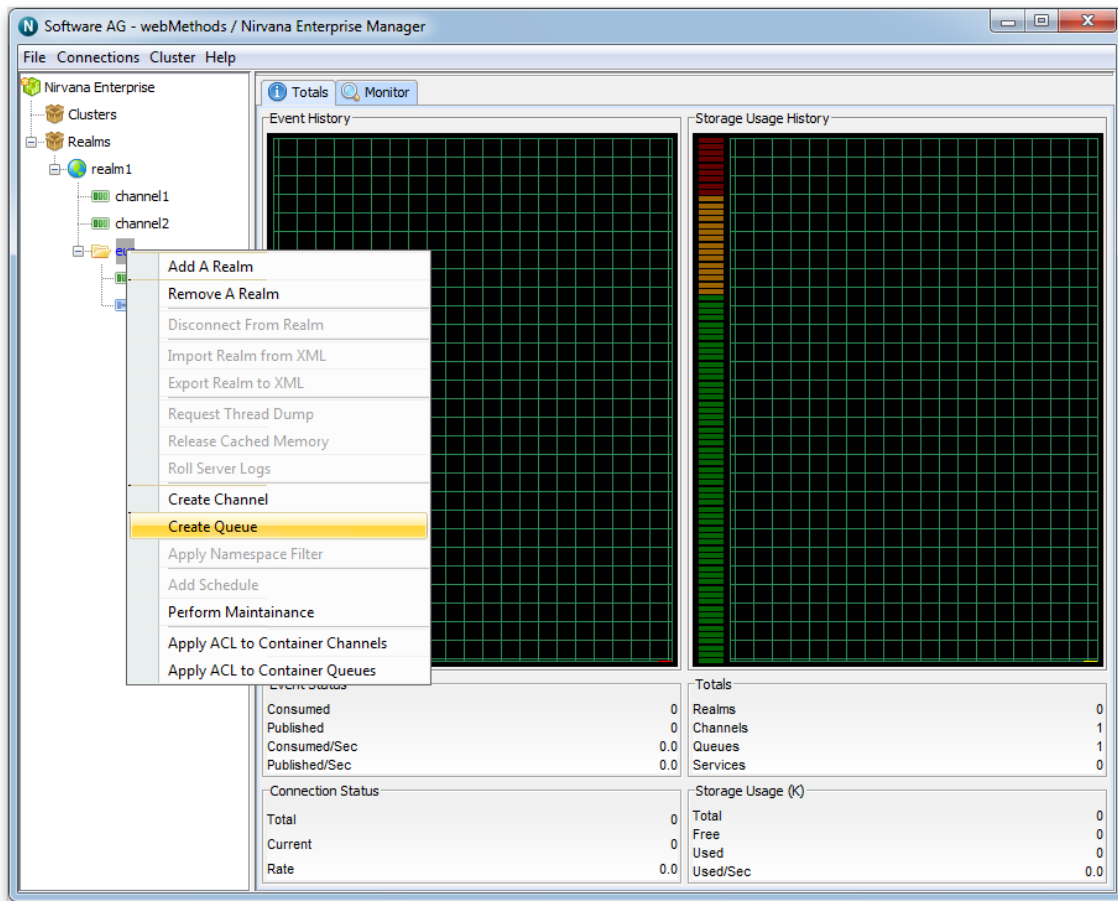 Software AG - webMethods / Nirvana Enterprise Manager
File Connections Cluster Help
Nirvana Enterprise
Clusters
Realms
realm1
channel1
channel2
Add A Realm
Remove A Realm
Disconnect From Realm
Import Realm from XML
Export Realm to XML
Request Thread Dump
Release Cached Memory
Roll Server Logs
Create Channel
Create Queue
Apply Namespace Filter
Add Schedule
Perform Maintainance
Apply ACL to Container Channels
Apply ACL to Container Queues
Totals Monitor
Event History
Storage Usage History
Event Status
Consumed 0
Published 0
Consumed/Sec 0.0
Published/Sec 0.0
Totals
Realms 0
Channels 1
Queues 1
Services 0
Connection Status
Total 0
Current 0
Rate 0.0
Storage Usage (K)
Total 0
Free 0
Used 0
Used/Sec 0.0